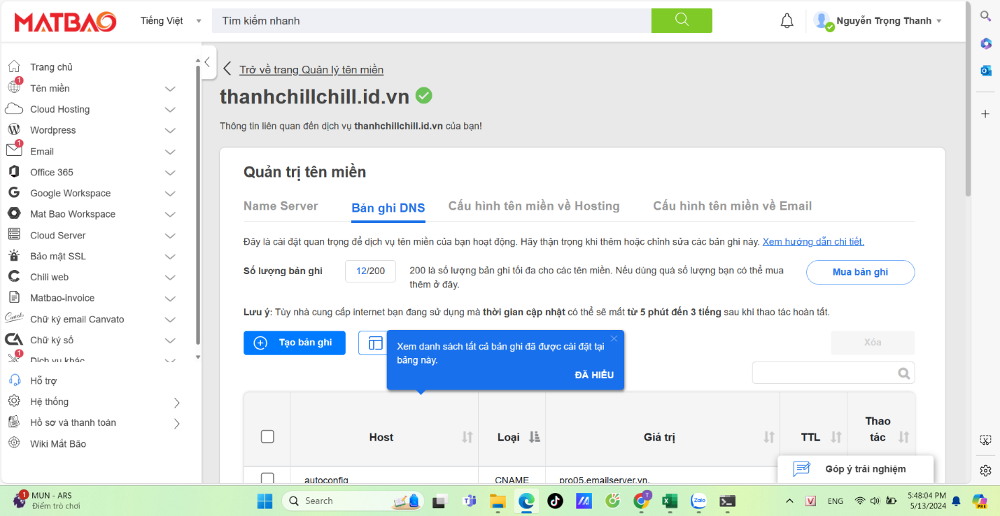 MATBAO
Tiếng Việt
Tìm kiếm nhanh
Nguyễn Trọng Thanh
Trang chủ
1
Tên miền
Cloud Hosting
Wordpress
1
Email
Office 365
Google Workspace
Mat Bao Workspace
Cloud Server
Bảo mật SSL
Chili web
Matbao-invoice
Canvato
Chữ ký email Canvato
CA
Chữ ký số
1
Dịch vụ khác
Hỗ trợ
Hệ thống
Hồ sơ và thanh toán
Wiki Mắt Bão
Trở về trang Quản lý tên miền
thanhchillchill.id.vn
Thông tin liên quan đến dịch vụ thanhchillchill.id.vn của bạn!
Quản trị tên miền
Name Server
Bản ghi DNS
Cấu hình tên miền về Hosting
Cấu hình tên miền về Email
Đây là cài đặt quan trọng để dịch vụ tên miền của bạn hoạt động. Hãy thận trọng khi thêm hoặc chỉnh sửa các bản ghi này. Xem hướng dẫn chi tiết.
Số lượng bản ghi
12/200
200 là số lượng bản ghi tối đa cho các tên miền. Nếu dùng quá số lượng bạn có thể mua
thêm ở đây.
Mua bản ghi
Lưu ý: Tùy nhà cung cấp internet bạn đang sử dụng mà thời gian cập nhật có thể sẽ mất từ 5 phút đến 3 tiếng sau khi thao tác hoàn tất.
Tạo bản ghi
Xem danh sách tất cả bản ghi đã được cài đặt tại
bảng này.
ĐÃ HIỂU
Xóa
Host
Loại
Giá trị
TTL
Thao
tác
autoconfig
CNAME
pro05.emailserver.vn.
Góp ý trải nghiệm
1
MUN - ARS
Điểm trò chơi
Search
T
Zalo
V
ENG
5:48:04 PM
5/13/2024
PRE